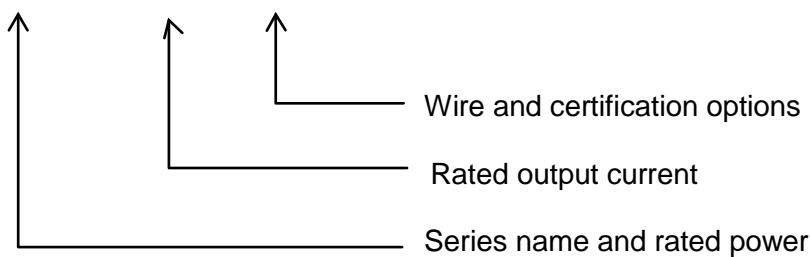 Wire and certification options
Rated output current
Series name and rated power